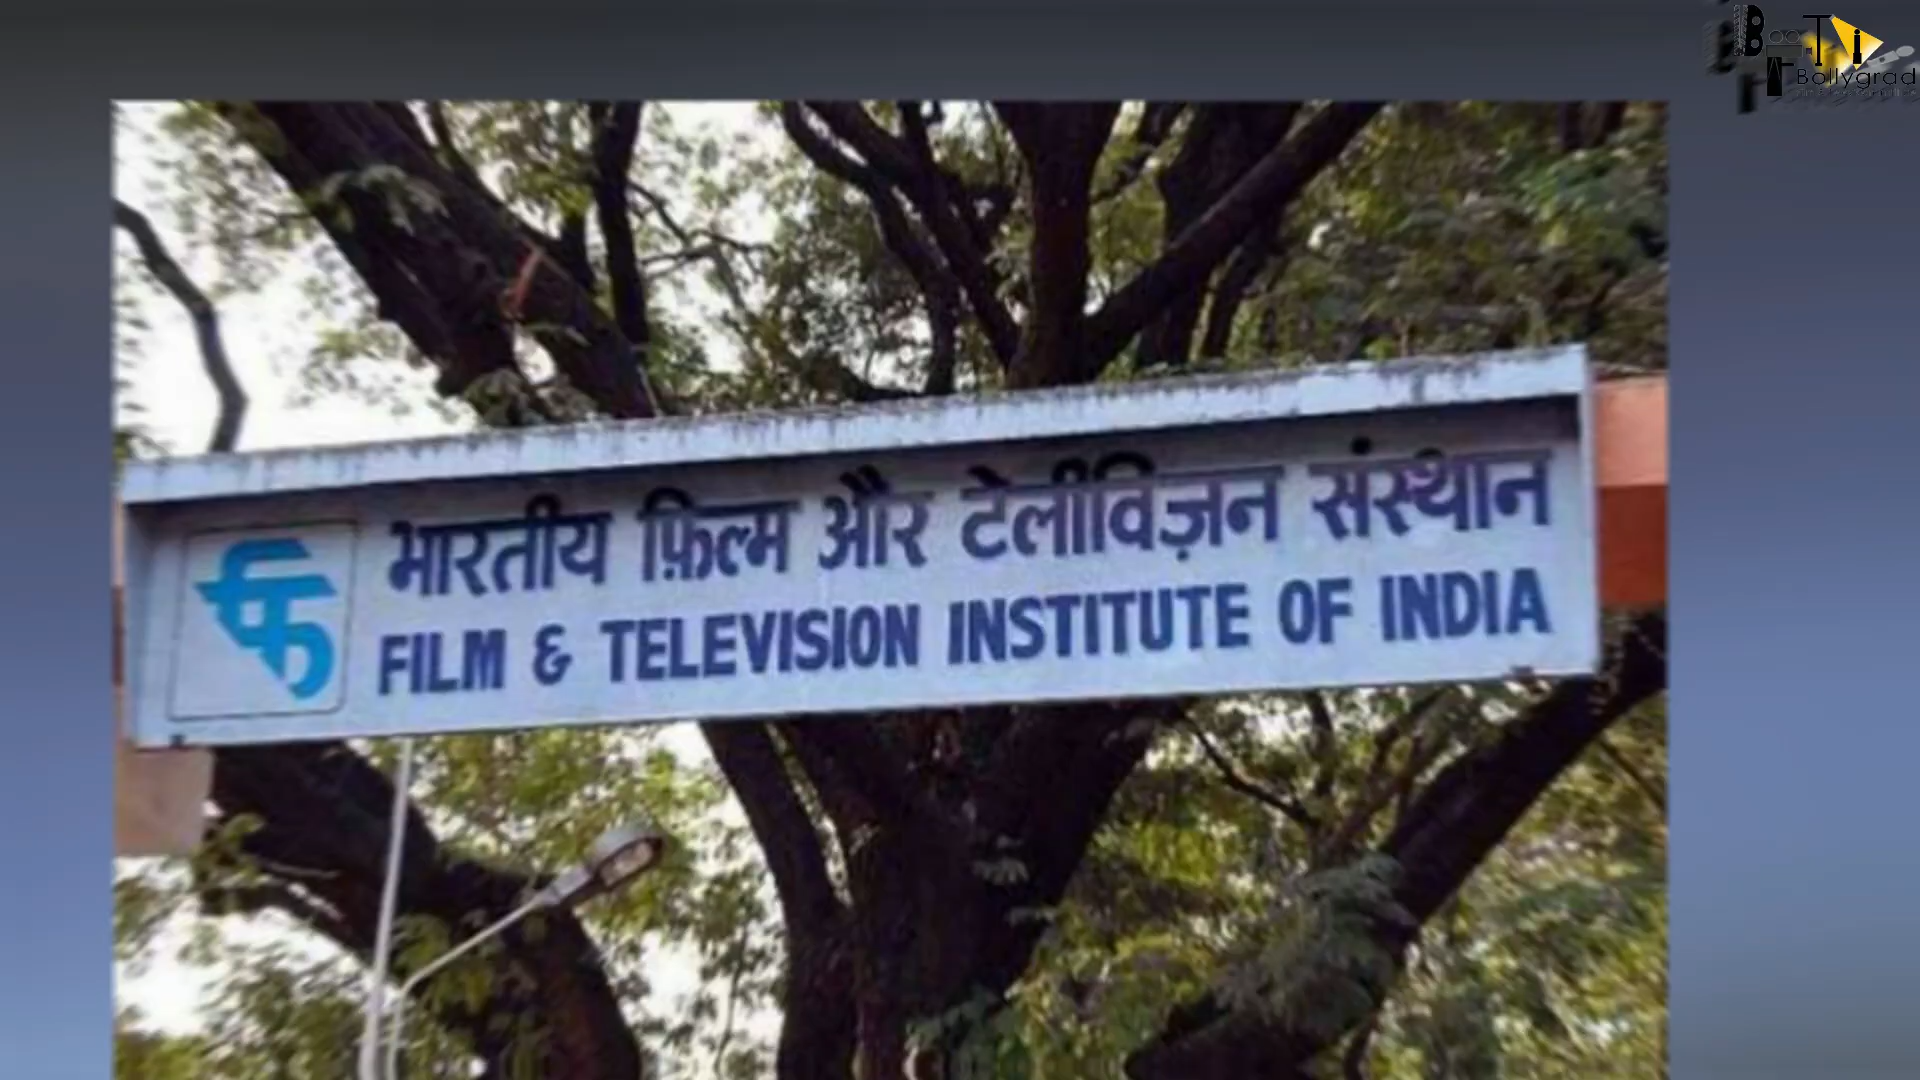 Bollygrad
भारतीय फ़िल्म और टेलीविज़न संस्थान
FILM & TELEVISION INSTITUTE OF INDIA